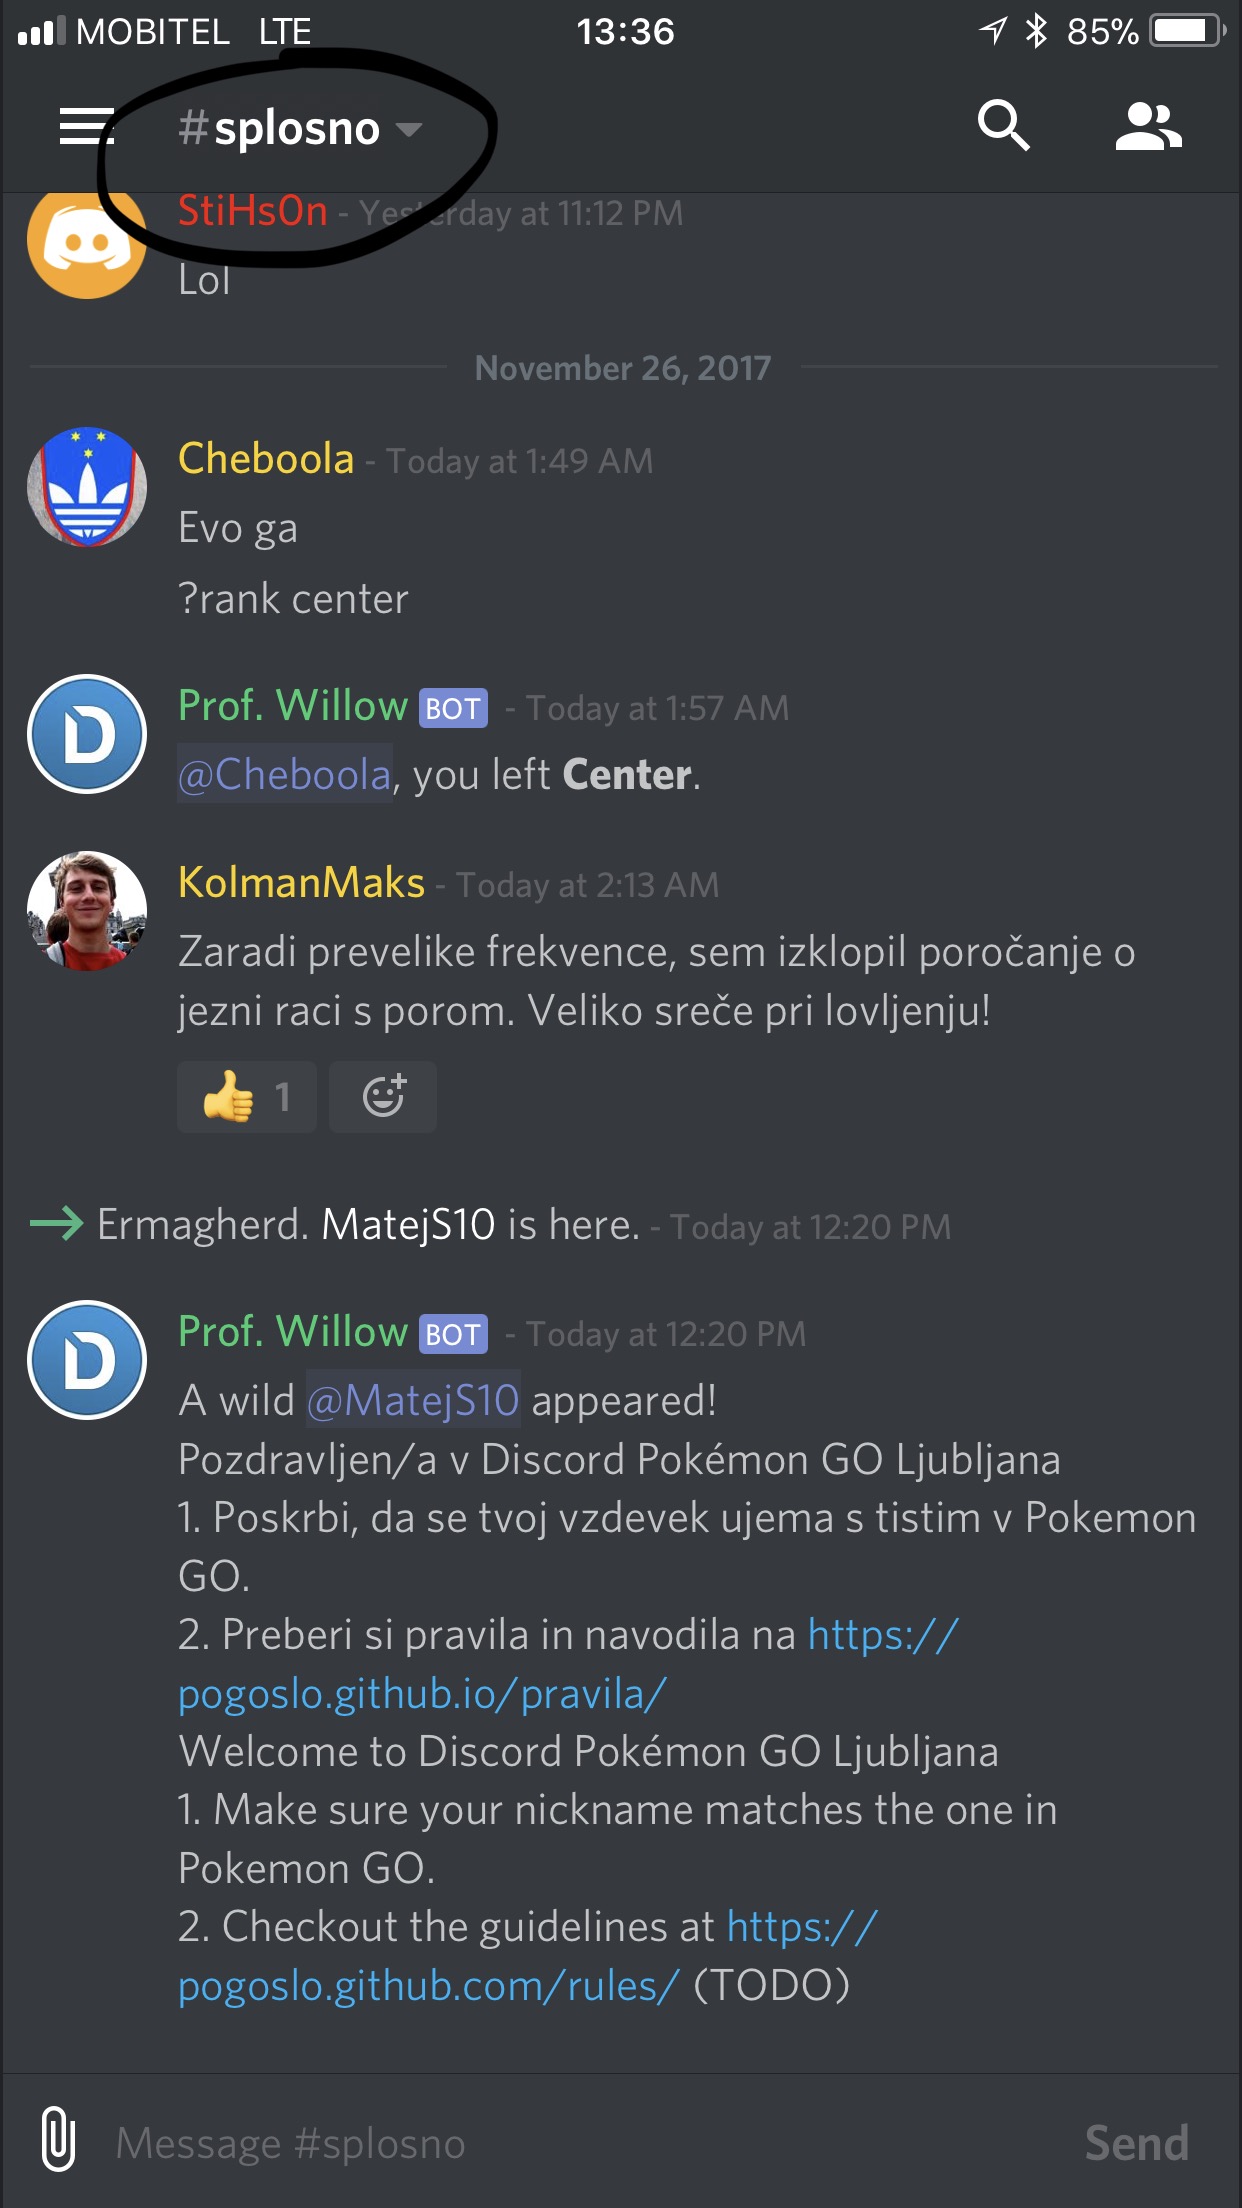 MOBITEL LTE 13:36 85%
#splosno
StiHs0n - Yesterday at 11:12 PM
Lol
November 26, 2017
Cheboola - Today at 1:49 AM
Evo ga
?rank center
Prof. Willow BOT - Today at 1:57 AM
@Cheboola, you left Center.
KolmanMaks - Today at 2:13 AM
Zaradi prevelike frekvence, sem izklopil poročanje o
jezni raci s porom. Veliko sreče pri lovljenju!
👍 1
Ermagherd. MatejS10 is here. - Today at 12:20 PM
Prof. Willow BOT - Today at 12:20 PM
A wild @MatejS10 appeared!
Pozdravljen/a v Discord Pokémon GO Ljubljana
1. Poskrbi, da se tvoj vzdevek ujema s tistim v Pokemon
GO.
2. Preberi si pravila in navodila na https://
pogoslo.github.io/pravila/
Welcome to Discord Pokémon GO Ljubljana
1. Make sure your nickname matches the one in
Pokemon GO.
2. Checkout the guidelines at https://
pogoslo.github.com/rules/ (TODO)
Message #splosno Send